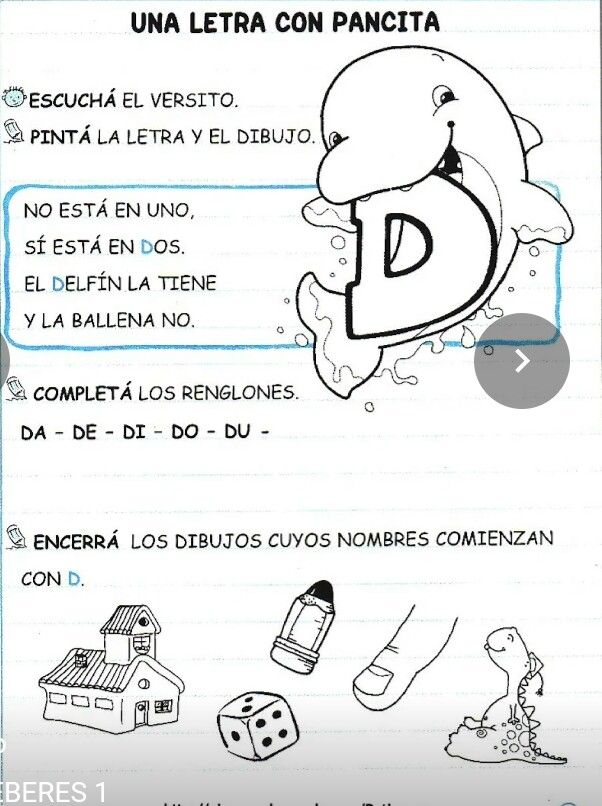 UNA LETRA CON PANCITA
ESCUCHÁ EL VERSITO.
PINTÁ LA LETRA Y EL DIBUJO.
NO ESTÁ EN UNO,
SÍ ESTÁ EN DOS.
EL DELFÍN LA TIENE
Y LA BALLENA NO.
D
COMPLETÁ LOS RENGLONES.
DA - DE - DI - DO - DU -
ENCERRÁ LOS DIBUJOS CUYOS NOMBRES COMIENZAN
CON D.
EBERES 1